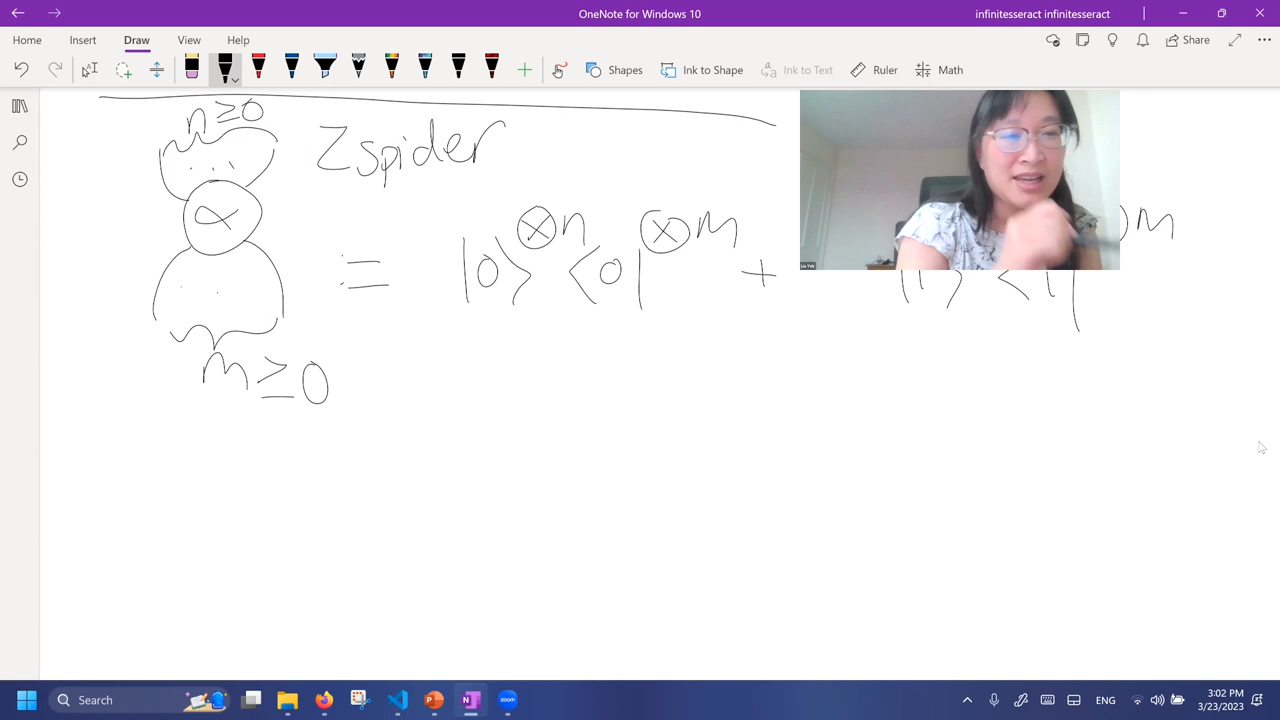 OneNote for Windows 10
infinitesseract infinitesseract
Home Insert Draw View Help
Share
Shapes Ink to Shape Ink to Text Ruler Math
n≥0
Z spider
α
= |0⟩⊗n ⟨0|⊗m + |1⟩ ⟨1| m
m≥0
Search
zoom
ENG
3:02 PM
3/23/2023